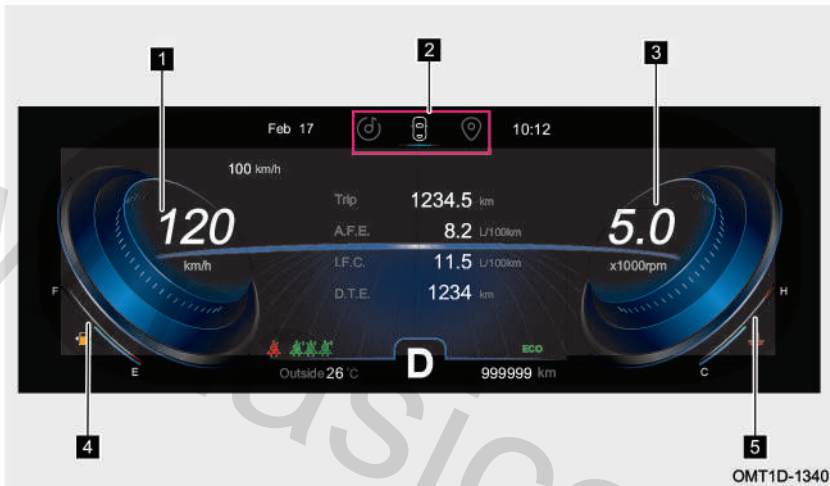 1
2
3
Feb 17
10:12
100 km/h
120
km/h
Trip 1234.5 km
A.F.E. 8.2 L/100km
I.F.C. 11.5 L/100km
D.T.E. 1234 km
5.0
x1000rpm
F
H
E
C
ECO
Outside 26 °C
D
999999 km
4
5
OMT1D-1340